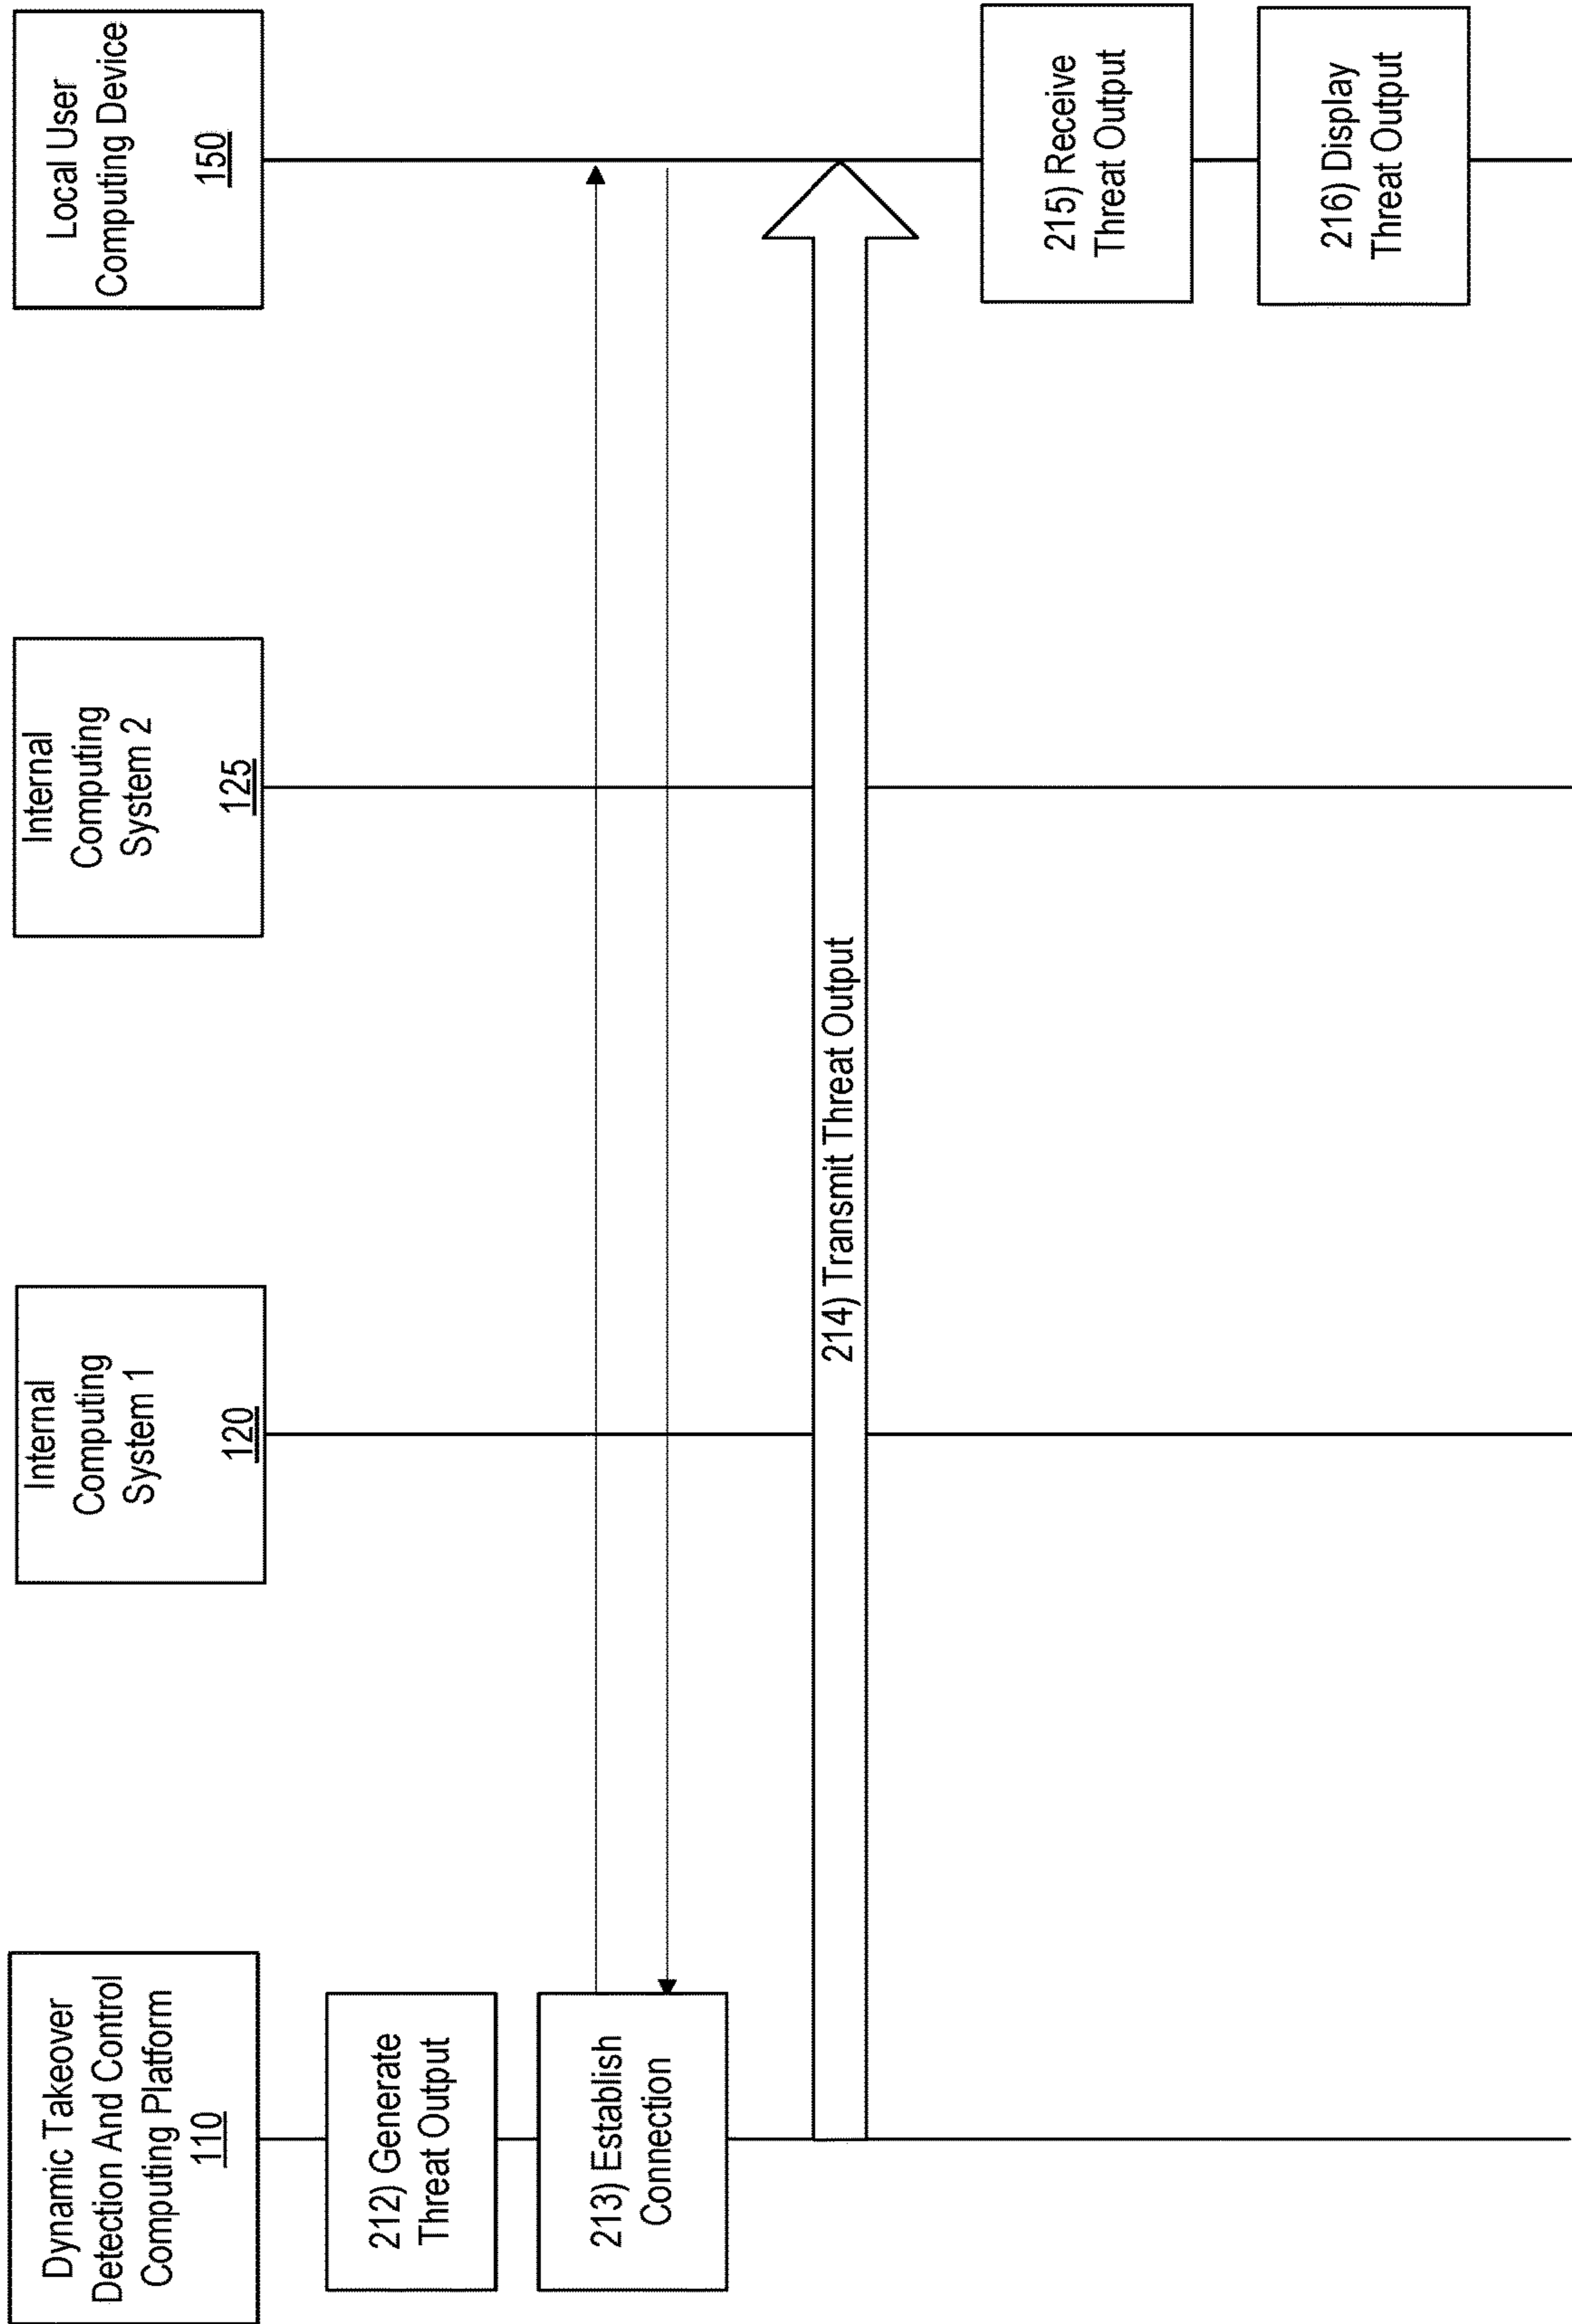 Dynamic Takeover
Detection And Control
Computing Platform
110
Internal
Computing
System 1
120
Internal
Computing
System 2
125
Local User
Computing Device
150
212) Generate
Threat Output
213) Establish
Connection
214) Transmit Threat Output
215) Receive
Threat Output
216) Display
Threat Output